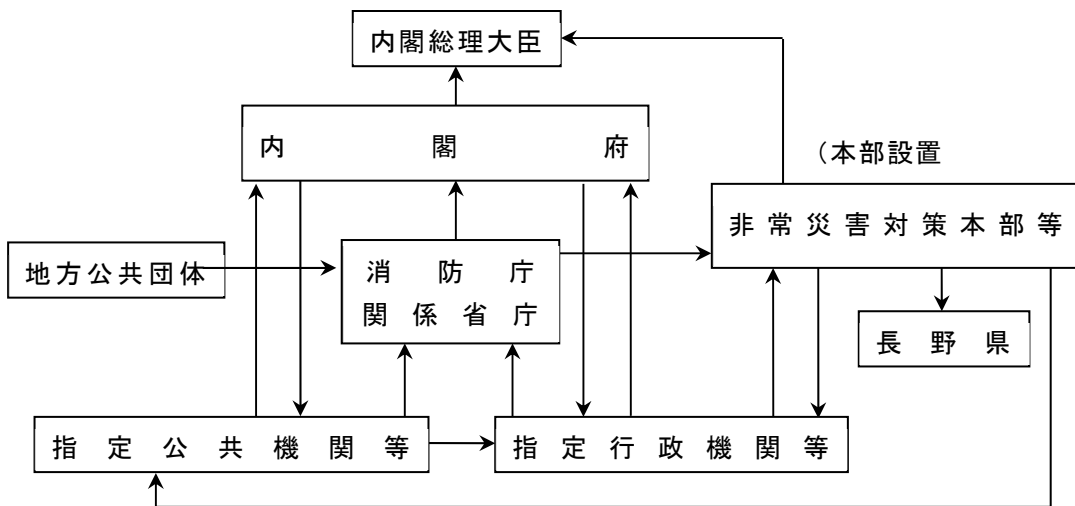 内閣総理大臣
内閣府
（本部設置
非常災害対策本部等
地方公共団体
消防庁
関係省庁
長野県
指定公共機関等
指定行政機関等